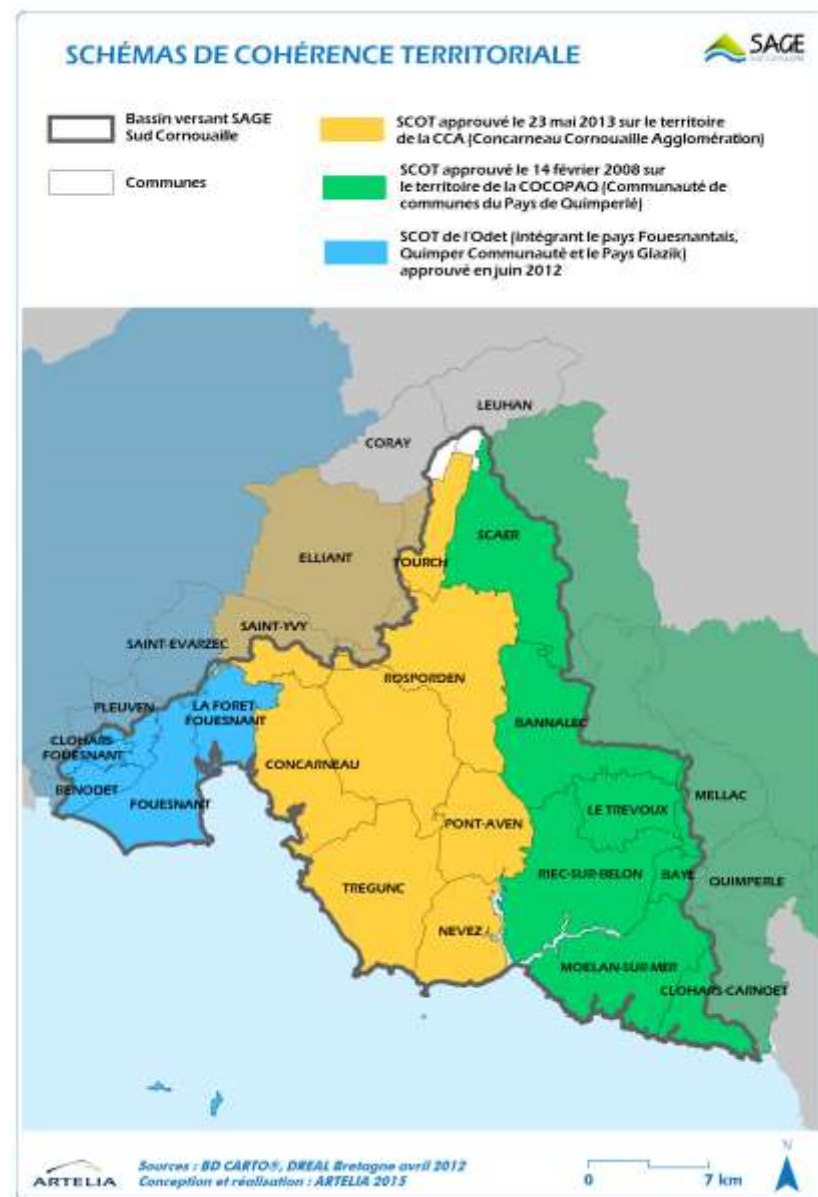 SCHÉMAS DE COHÉRENCE TERRITORIALE
SAGE
Sud Cornouaille
Bassin versant SAGE
Sud Cornouaille
Communes
SCOT approuvé le 23 mai 2013 sur le territoire
de la CCA (Concarneau Cornouaille Agglomération)
SCOT approuvé le 14 février 2008 sur
le territoire de la COCOPAQ (Communauté de
communes du Pays de Quimperlé)
SCOT de l'Odet (intégrant le pays Fouesnantais,
Quimper Communauté et le Pays Glazik)
approuvé en juin 2012
LEUHAN
CORAY
SCAER
ELLIANT
TOURCH
SAINT-YVY
SAINT-EVARZEC
ROSPORDEN
PLEUVEN
LA FORET-
FOUESNANT
BANNALEC
CLOHARS-
FOUESNANT
CONCARNEAU
BENODET
FOUESNANT
MELLAC
LE TREVOUX
PONT-AVEN
RIEC-SUR-BELON
BAYE
QUIMPERLE
TREGUNC
NEVEZ
MOELAN-SUR-MER
CLOHARS-CARNOET
N
ARTELIA
Sources : BD CARTO®, DREAL Bretagne avril 2012
Conception et réalisation : ARTELIA 2015
0 7 km